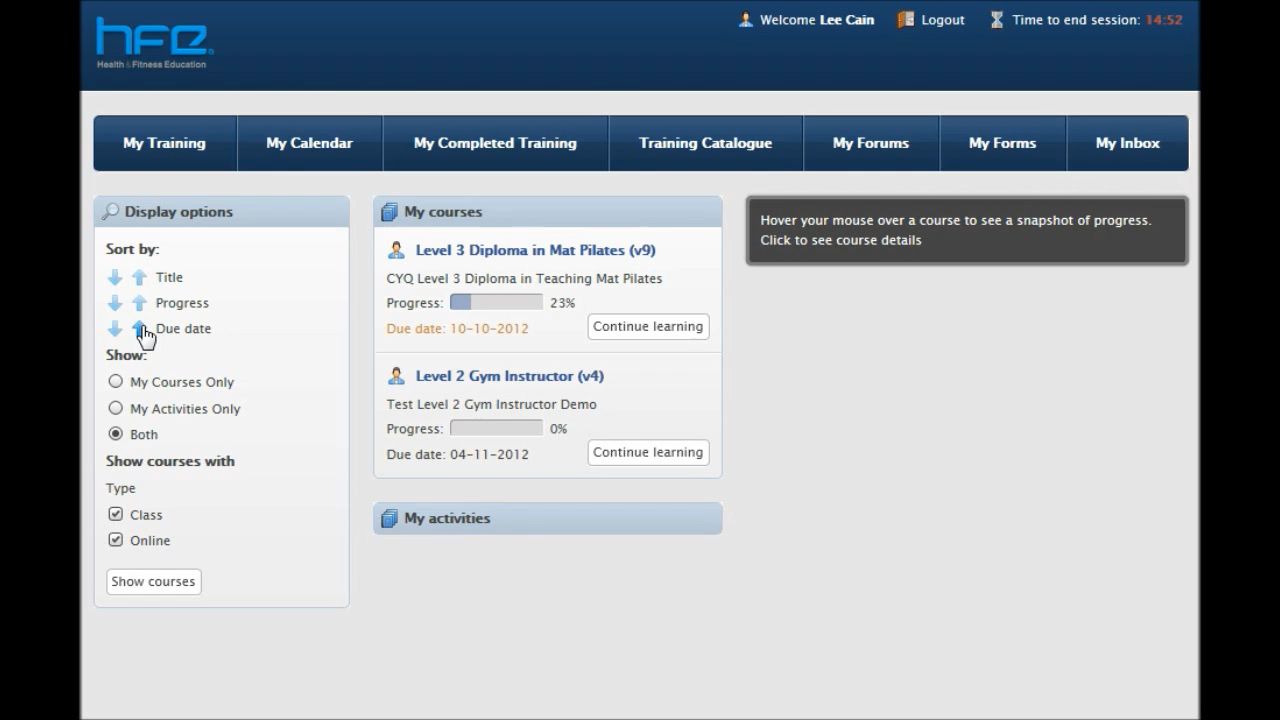 hfe
Health & Fitness Education
Welcome Lee Cain
Logout
Time to end session: 14:52
My Training
My Calendar
My Completed Training
Training Catalogue
My Forums
My Forms
My Inbox
Display options
Sort by:
Title
Progress
Due date
Show:
My Courses Only
My Activities Only
Both
Show courses with
Type
Class
Online
Show courses
My courses
Level 3 Diploma in Mat Pilates (v9)
CYQ Level 3 Diploma in Teaching Mat Pilates
Progress: 23%
Due date: 10-10-2012
Continue learning
Level 2 Gym Instructor (v4)
Test Level 2 Gym Instructor Demo
Progress: 0%
Due date: 04-11-2012
Continue learning
My activities
Hover your mouse over a course to see a snapshot of progress.
Click to see course details